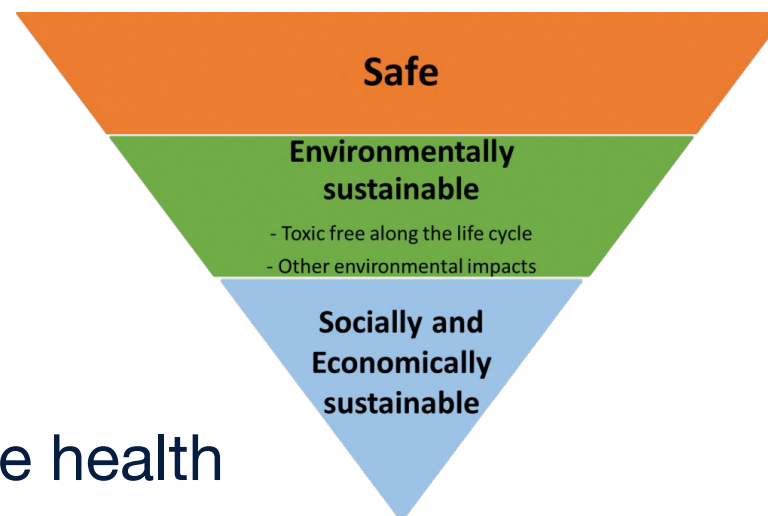 Safe
Environmentally
sustainable
- Toxic free along the life cycle
- Other environmental impacts
Socially and
Economically
sustainable
e health